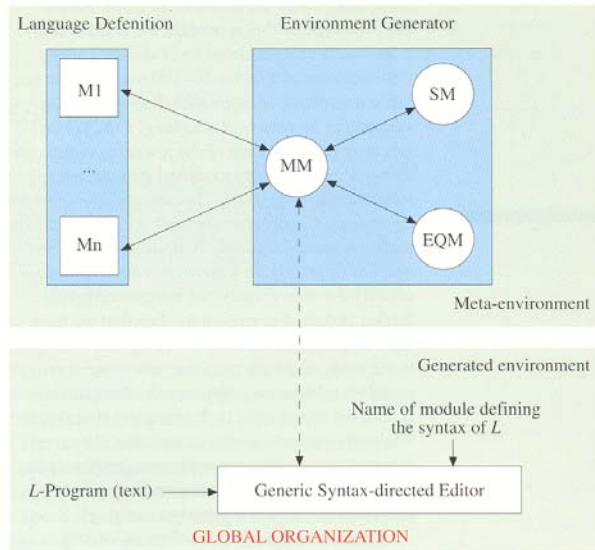 Language Defenition
Environment Generator
M1
SM
MM
...
Mn
EQM
Meta-environment
Generated environment
Name of module defining
the syntax of L
L-Program (text)
Generic Syntax-directed Editor
GLOBAL ORGANIZATION